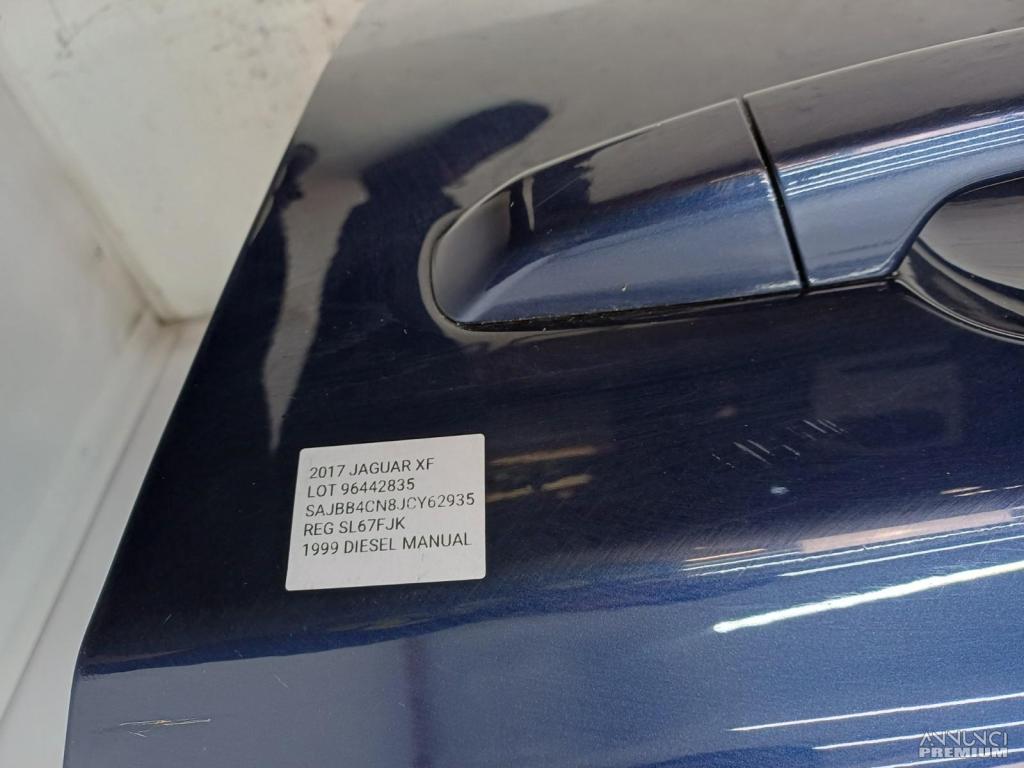 2017 JAGUAR XF
LOT 96442835
SAJBB4CN8JCY62935
REG SL67FJK
1999 DIESEL MANUAL
ANNUNCI
PREMIUM